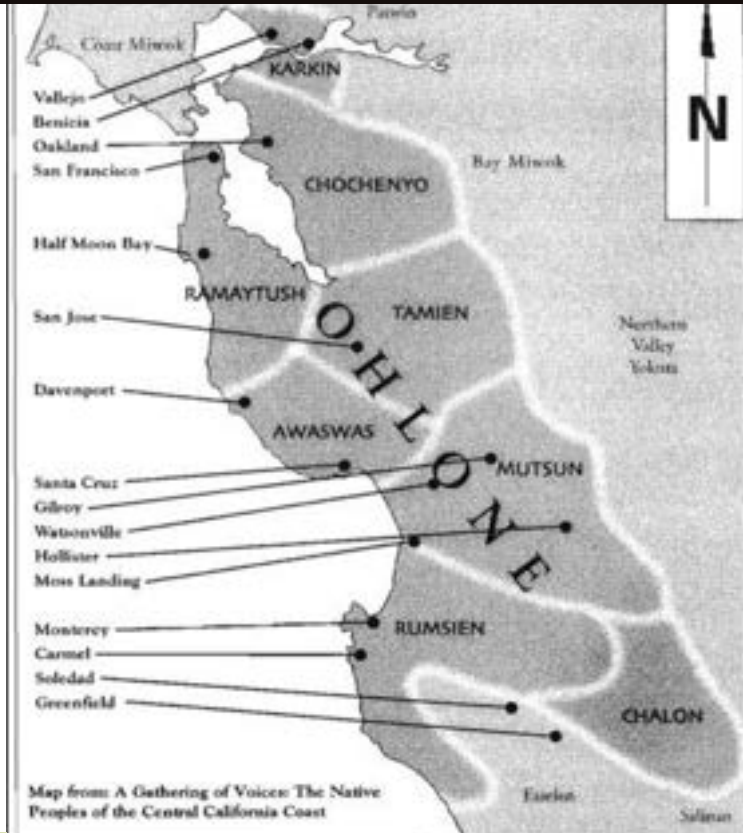 Patwin
Coast Miwok
KARKIN
Vallejo
Benicia
Oakland
San Francisco
N
CHOCHENYO
Bay Miwok
Half Moon Bay
RAMAYTUSH
San Jose
TAMIEN
Northern
Valley
Yokuts
OHLONE
Davenport
AWASWAS
Santa Cruz
Gilroy
Watsonville
Hollister
Moss Landing
MUTSUN
Monterey
Carmel
Soledad
Greenfield
RUMSIEN
CHALON
Esselen
Salinan
Map from: A Gathering of Voices: The Native
Peoples of the Central California Coast